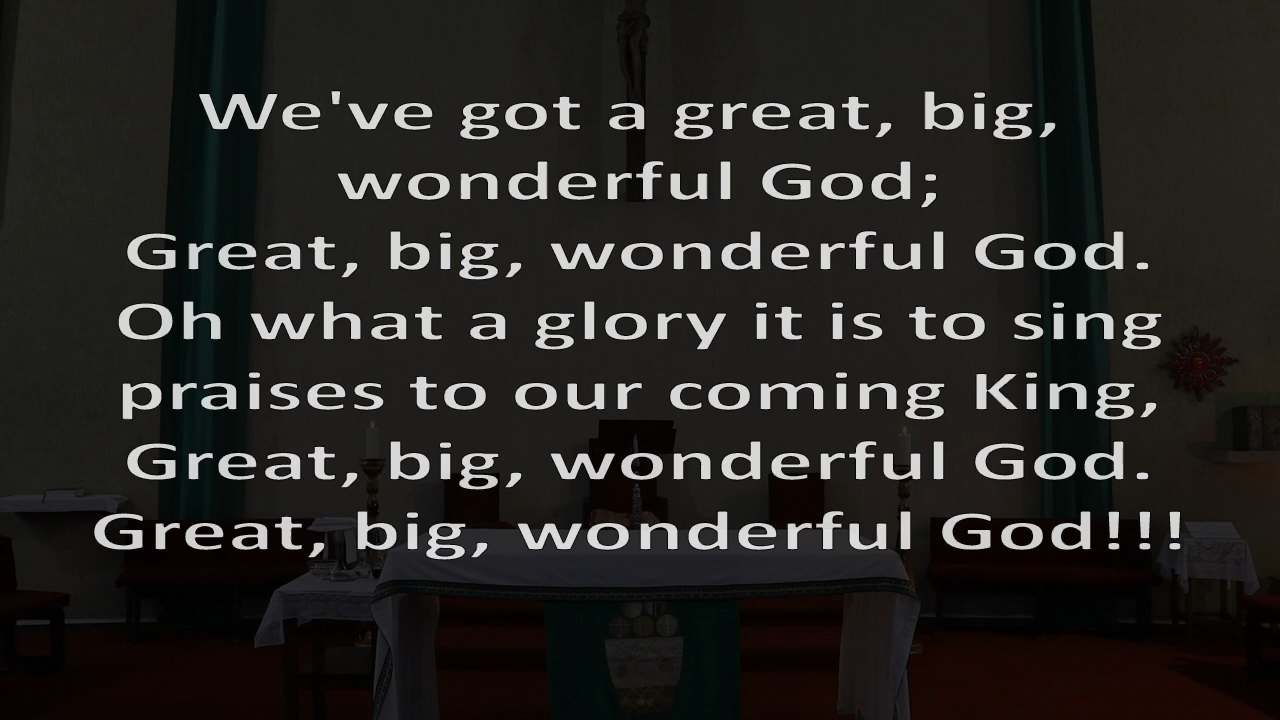 We've got a great, big,
wonderful God;
Great, big, wonderful God.
Oh what a glory it is to sing
praises to our coming King,
Great, big, wonderful God.
Great, big, wonderful God!!!